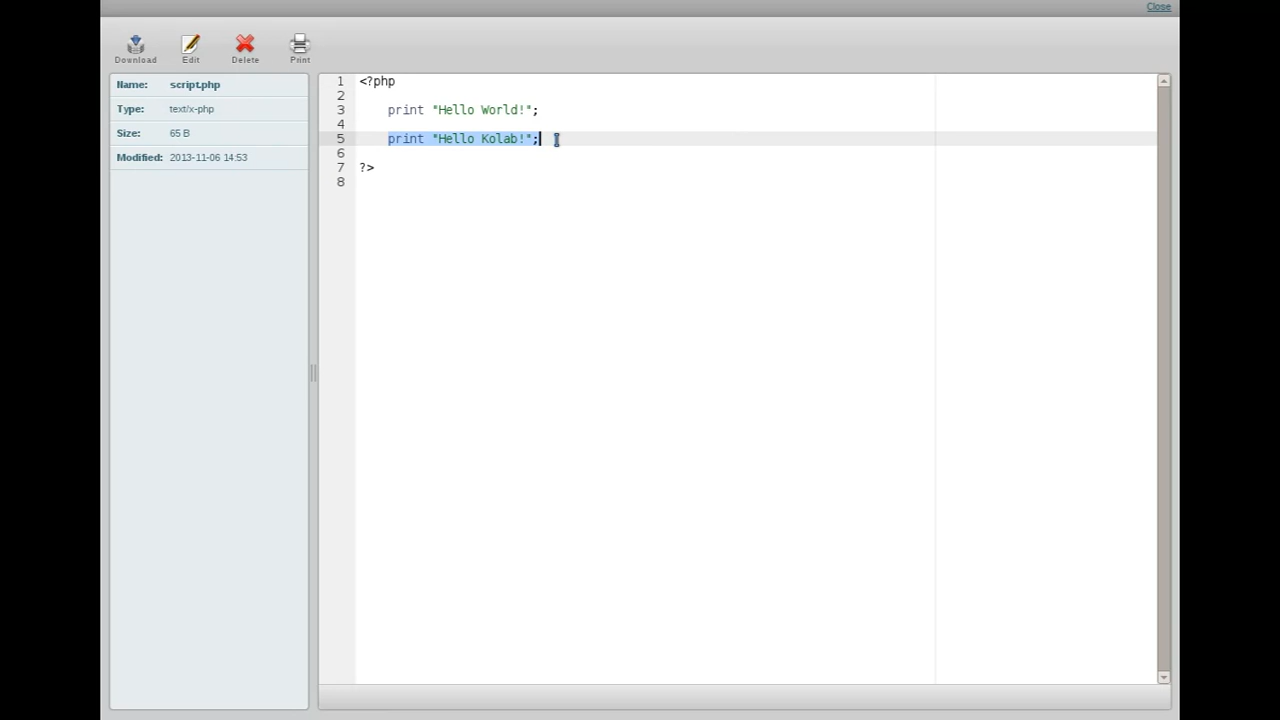 Close
Download Edit Delete Print
Name: script.php
Type: text/x-php
Size: 65 B
Modified: 2013-11-06 14:53
1 <?php
2
3 print "Hello World!";
4
5 print "Hello Kolab!";
6
7 ?>
8